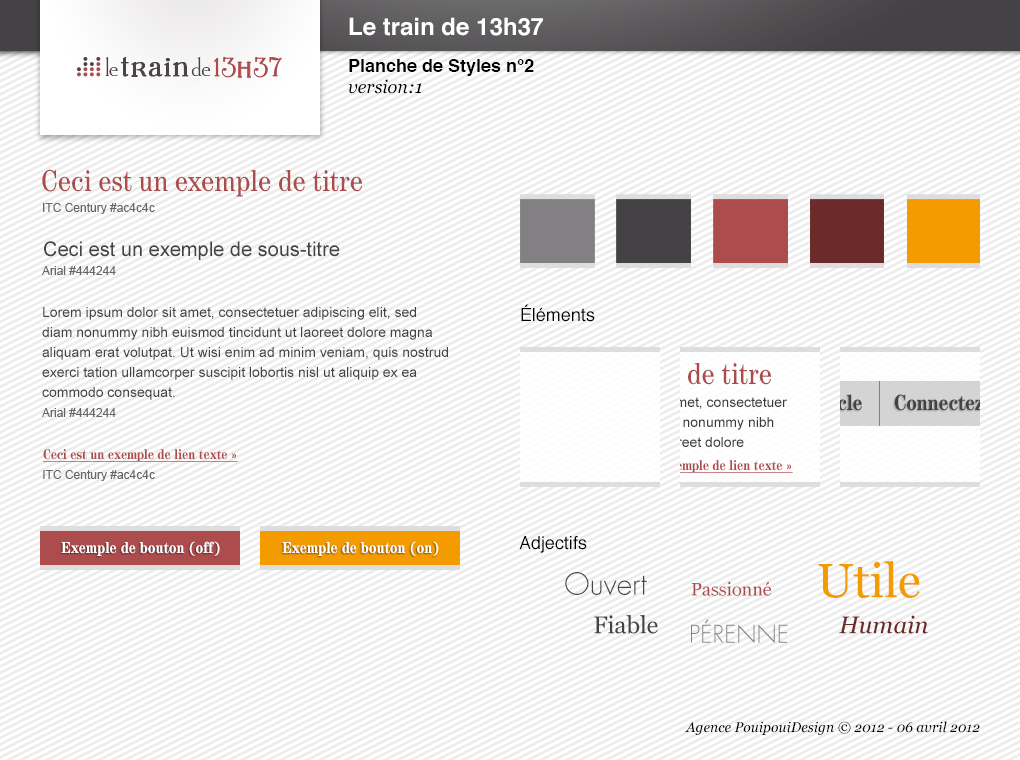 Le train de 13h37
le train de 13H37
Planche de Styles n°2
version:1
Ceci est un exemple de titre
ITC Century #ac4c4c
Ceci est un exemple de sous-titre
Arial #444244
Lorem ipsum dolor sit amet, consectetuer adipiscing elit, sed
diam nonummy nibh euismod tincidunt ut laoreet dolore magna
aliquam erat volutpat. Ut wisi enim ad minim veniam, quis nostrud
exerci tation ullamcorper suscipit lobortis nisl ut aliquip ex ea
commodo consequat.
Arial #444244
Ceci est un exemple de lien texte »
ITC Century #ac4c4c
Exemple de bouton (off)
Exemple de bouton (on)
Éléments
de titre
met, consectetuer
nonummy nibh
reet dolore
emple de lien texte »
cle
Connectez
Adjectifs
Ouvert
Passionné
Utile
Fiable
PÉRENNE
Humain
Agence PouipouiDesign © 2012 - 06 avril 2012